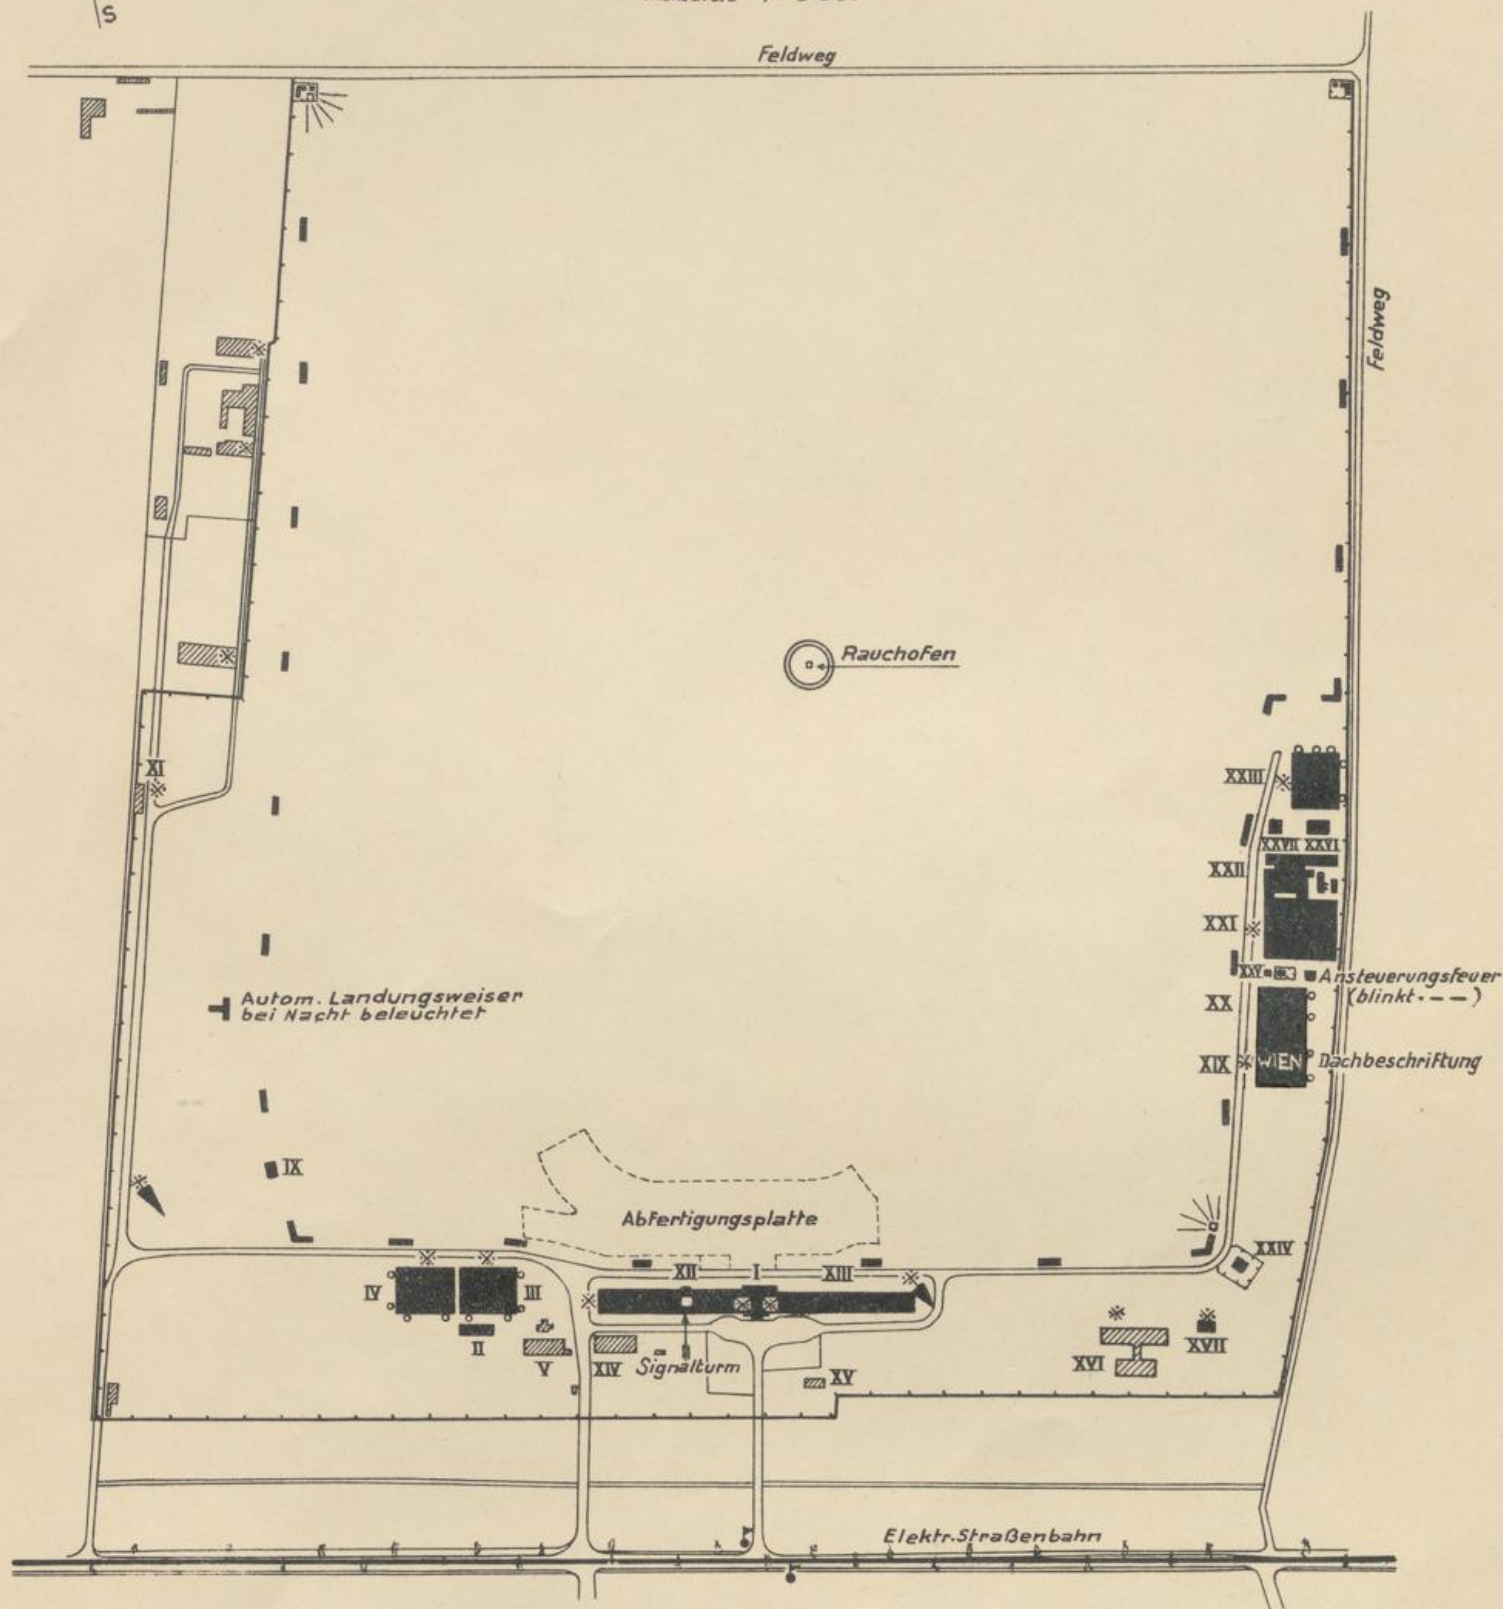 S
Feldweg
Feldweg
Rauchofen
XI
XXIII
XXVII XXVI
XXII
XXI
XXV
Ansteuerungsfeuer
(blinkt·– – –)
XX
XIX
WIEN
Dachbeschriftung
Autom. Landungsweiser
bei Nacht beleuchtet
IX
Abfertigungsplatte
XXIV
XII I XIII
IV III
II
V
XIV
Signalturm
XV
XVI
XVII
Elektr. Straßenbahn